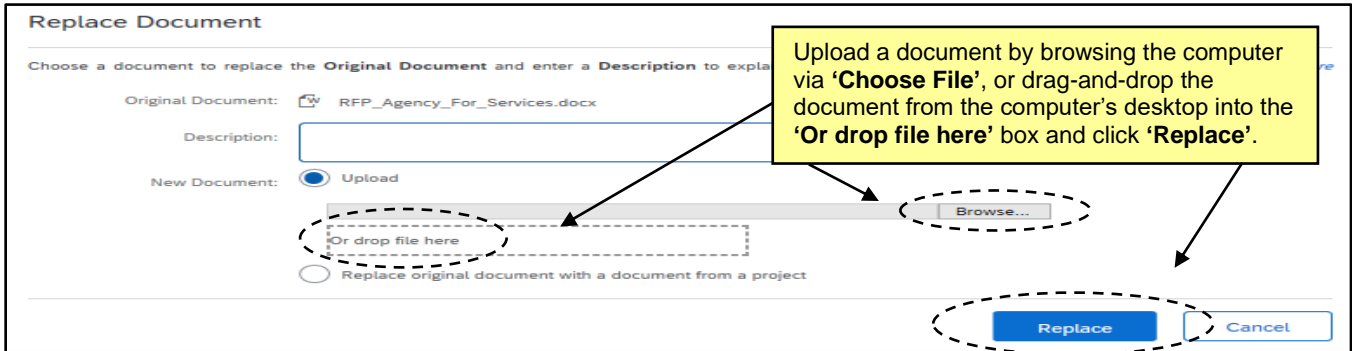 Replace Document
Upload a document by browsing the computer
via ‘Choose File’, or drag-and-drop the
document from the computer’s desktop into the
‘Or drop file here’ box and click ‘Replace’.
Choose a document to replace the Original Document and enter a Description to expla
Original Document: RFP_Agency_For_Services.docx
Description:
New Document: Upload
Browse...
Or drop file here
Replace original document with a document from a project
Replace Cancel